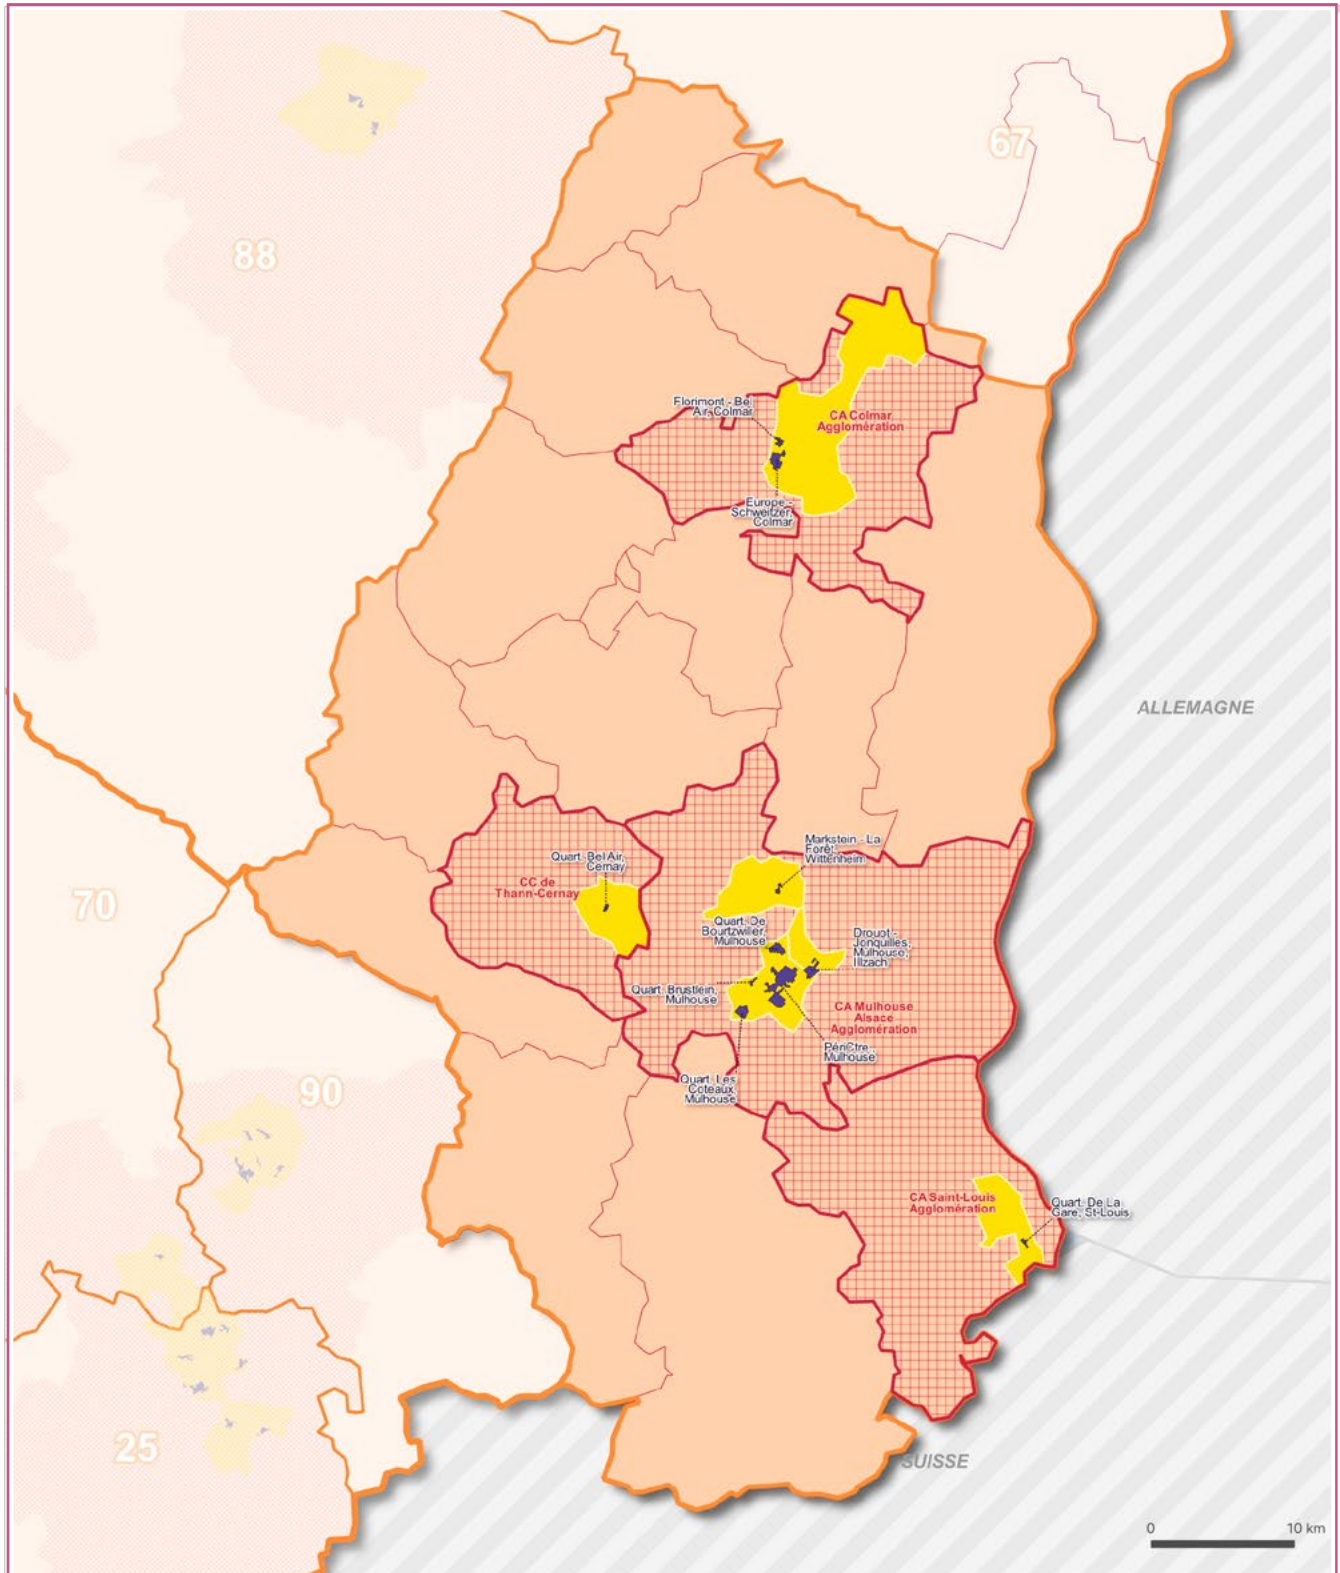 67
88
Florimont - Bel
Air, Colmar
CA Colmar
Agglomération
Europe -
Schweitzer,
Colmar
ALLEMAGNE
Markstein - La
Forêt,
Wittenheim
Quart. Bel Air,
Cernay
CC de
Thann-Cernay
70
Quart. De
Bourtzwiller,
Mulhouse
Drouot -
Jonquilles,
Mulhouse,
Illzach
Quart. Brustlein,
Mulhouse
CA Mulhouse
Alsace
Agglomération
PériCtre,
Mulhouse
Quart. Les
Coteaux,
Mulhouse
90
CA Saint-Louis
Agglomération
Quart. De La
Gare, St-Louis
25
SUISSE
0 10 km